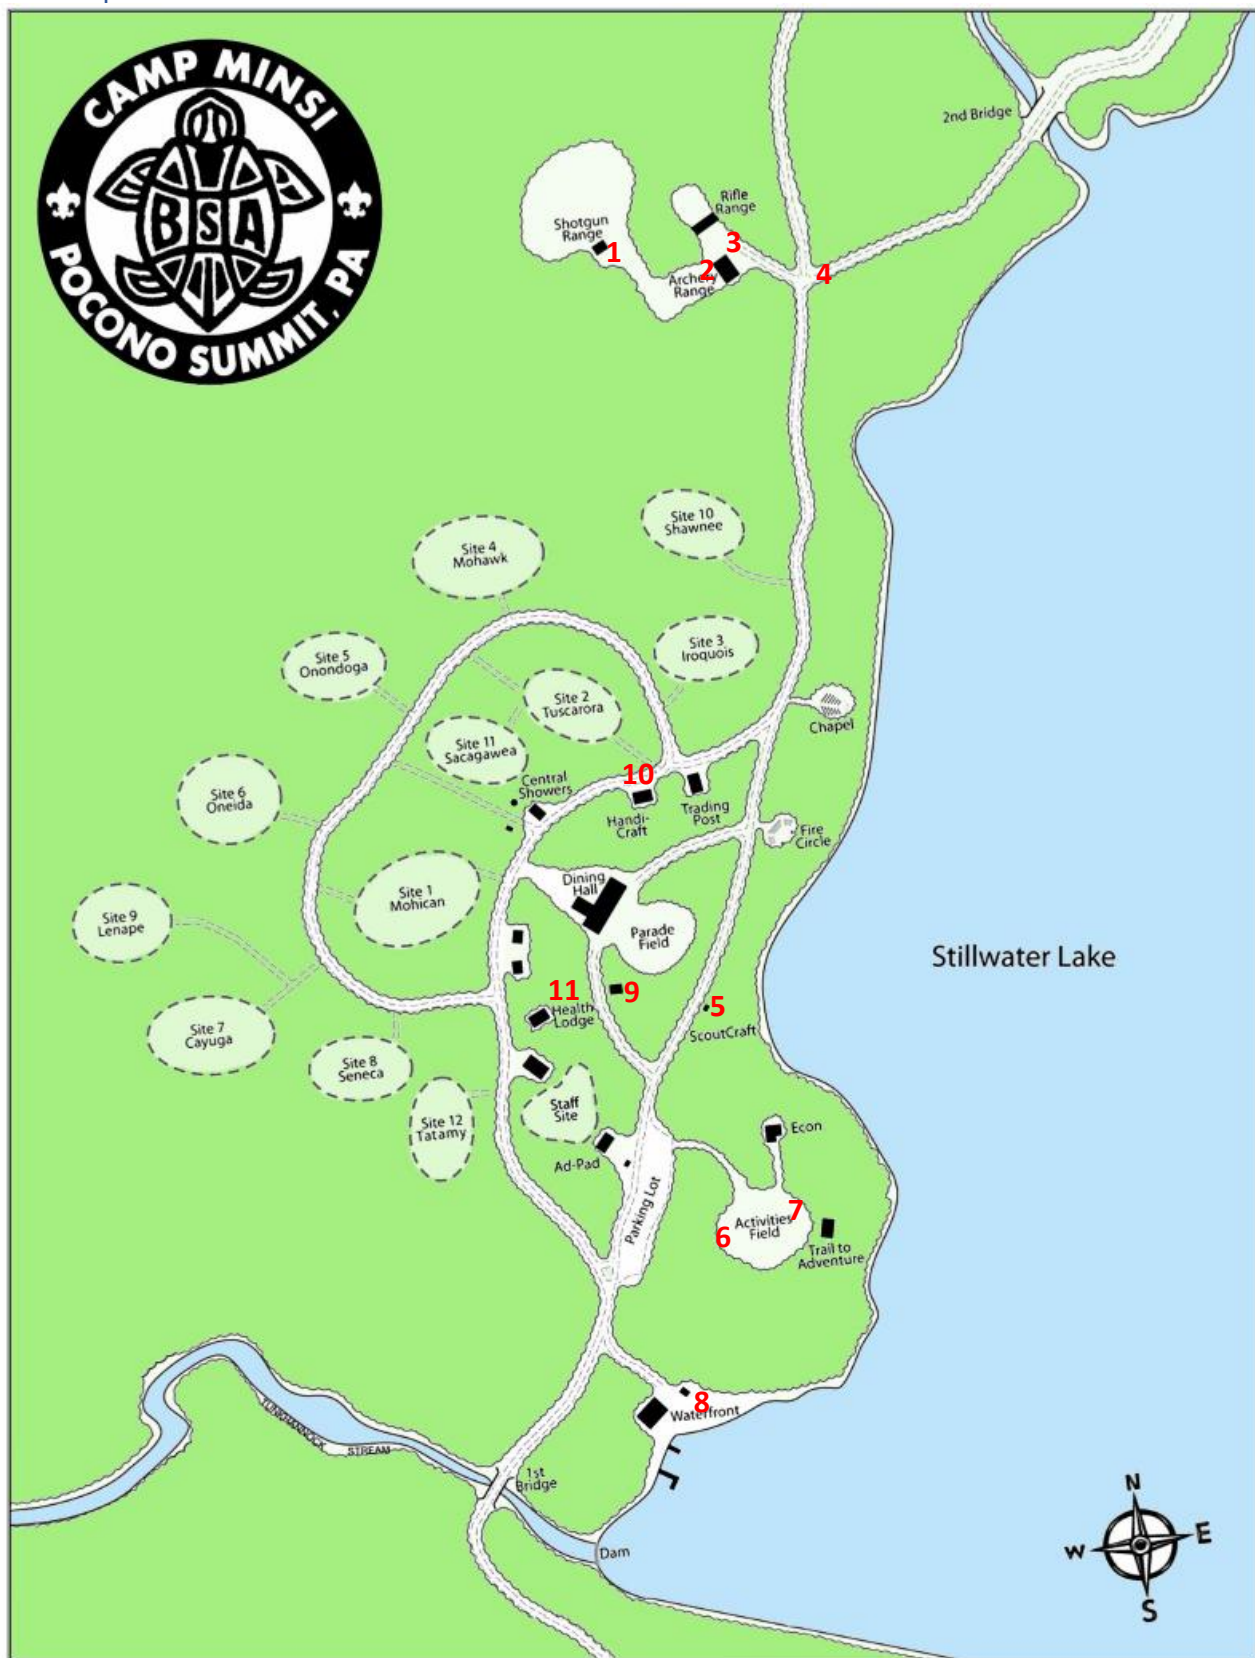 CAMP MINSI
BSA
POCONO SUMMIT, PA
2nd Bridge
Rifle
Range
Shotgun
Range
1
3
2
Archery
Range
4
Site 10
Shawnee
Site 4
Mohawk
Site 3
Iroquois
Site 5
Onondoga
Site 2
Tuscarora
Site 11
Sacagawea
Chapel
Site 6
Oneida
Central
Showers
10
Handi-
Craft
Trading
Post
Fire
Circle
Dining
Hall
Site 1
Mohican
Site 9
Lenape
Parade
Field
Stillwater Lake
11
9
5
Health
Lodge
ScoutCraft
Site 7
Cayuga
Site 8
Seneca
Staff
Site
Site 12
Tatamy
Econ
Ad-Pad
Parking Lot
7
6
Activities
Field
Trail to
Adventure
8
Waterfront
TUNKHANNOCK
STREAM
1st
Bridge
Dam
N
W
E
S